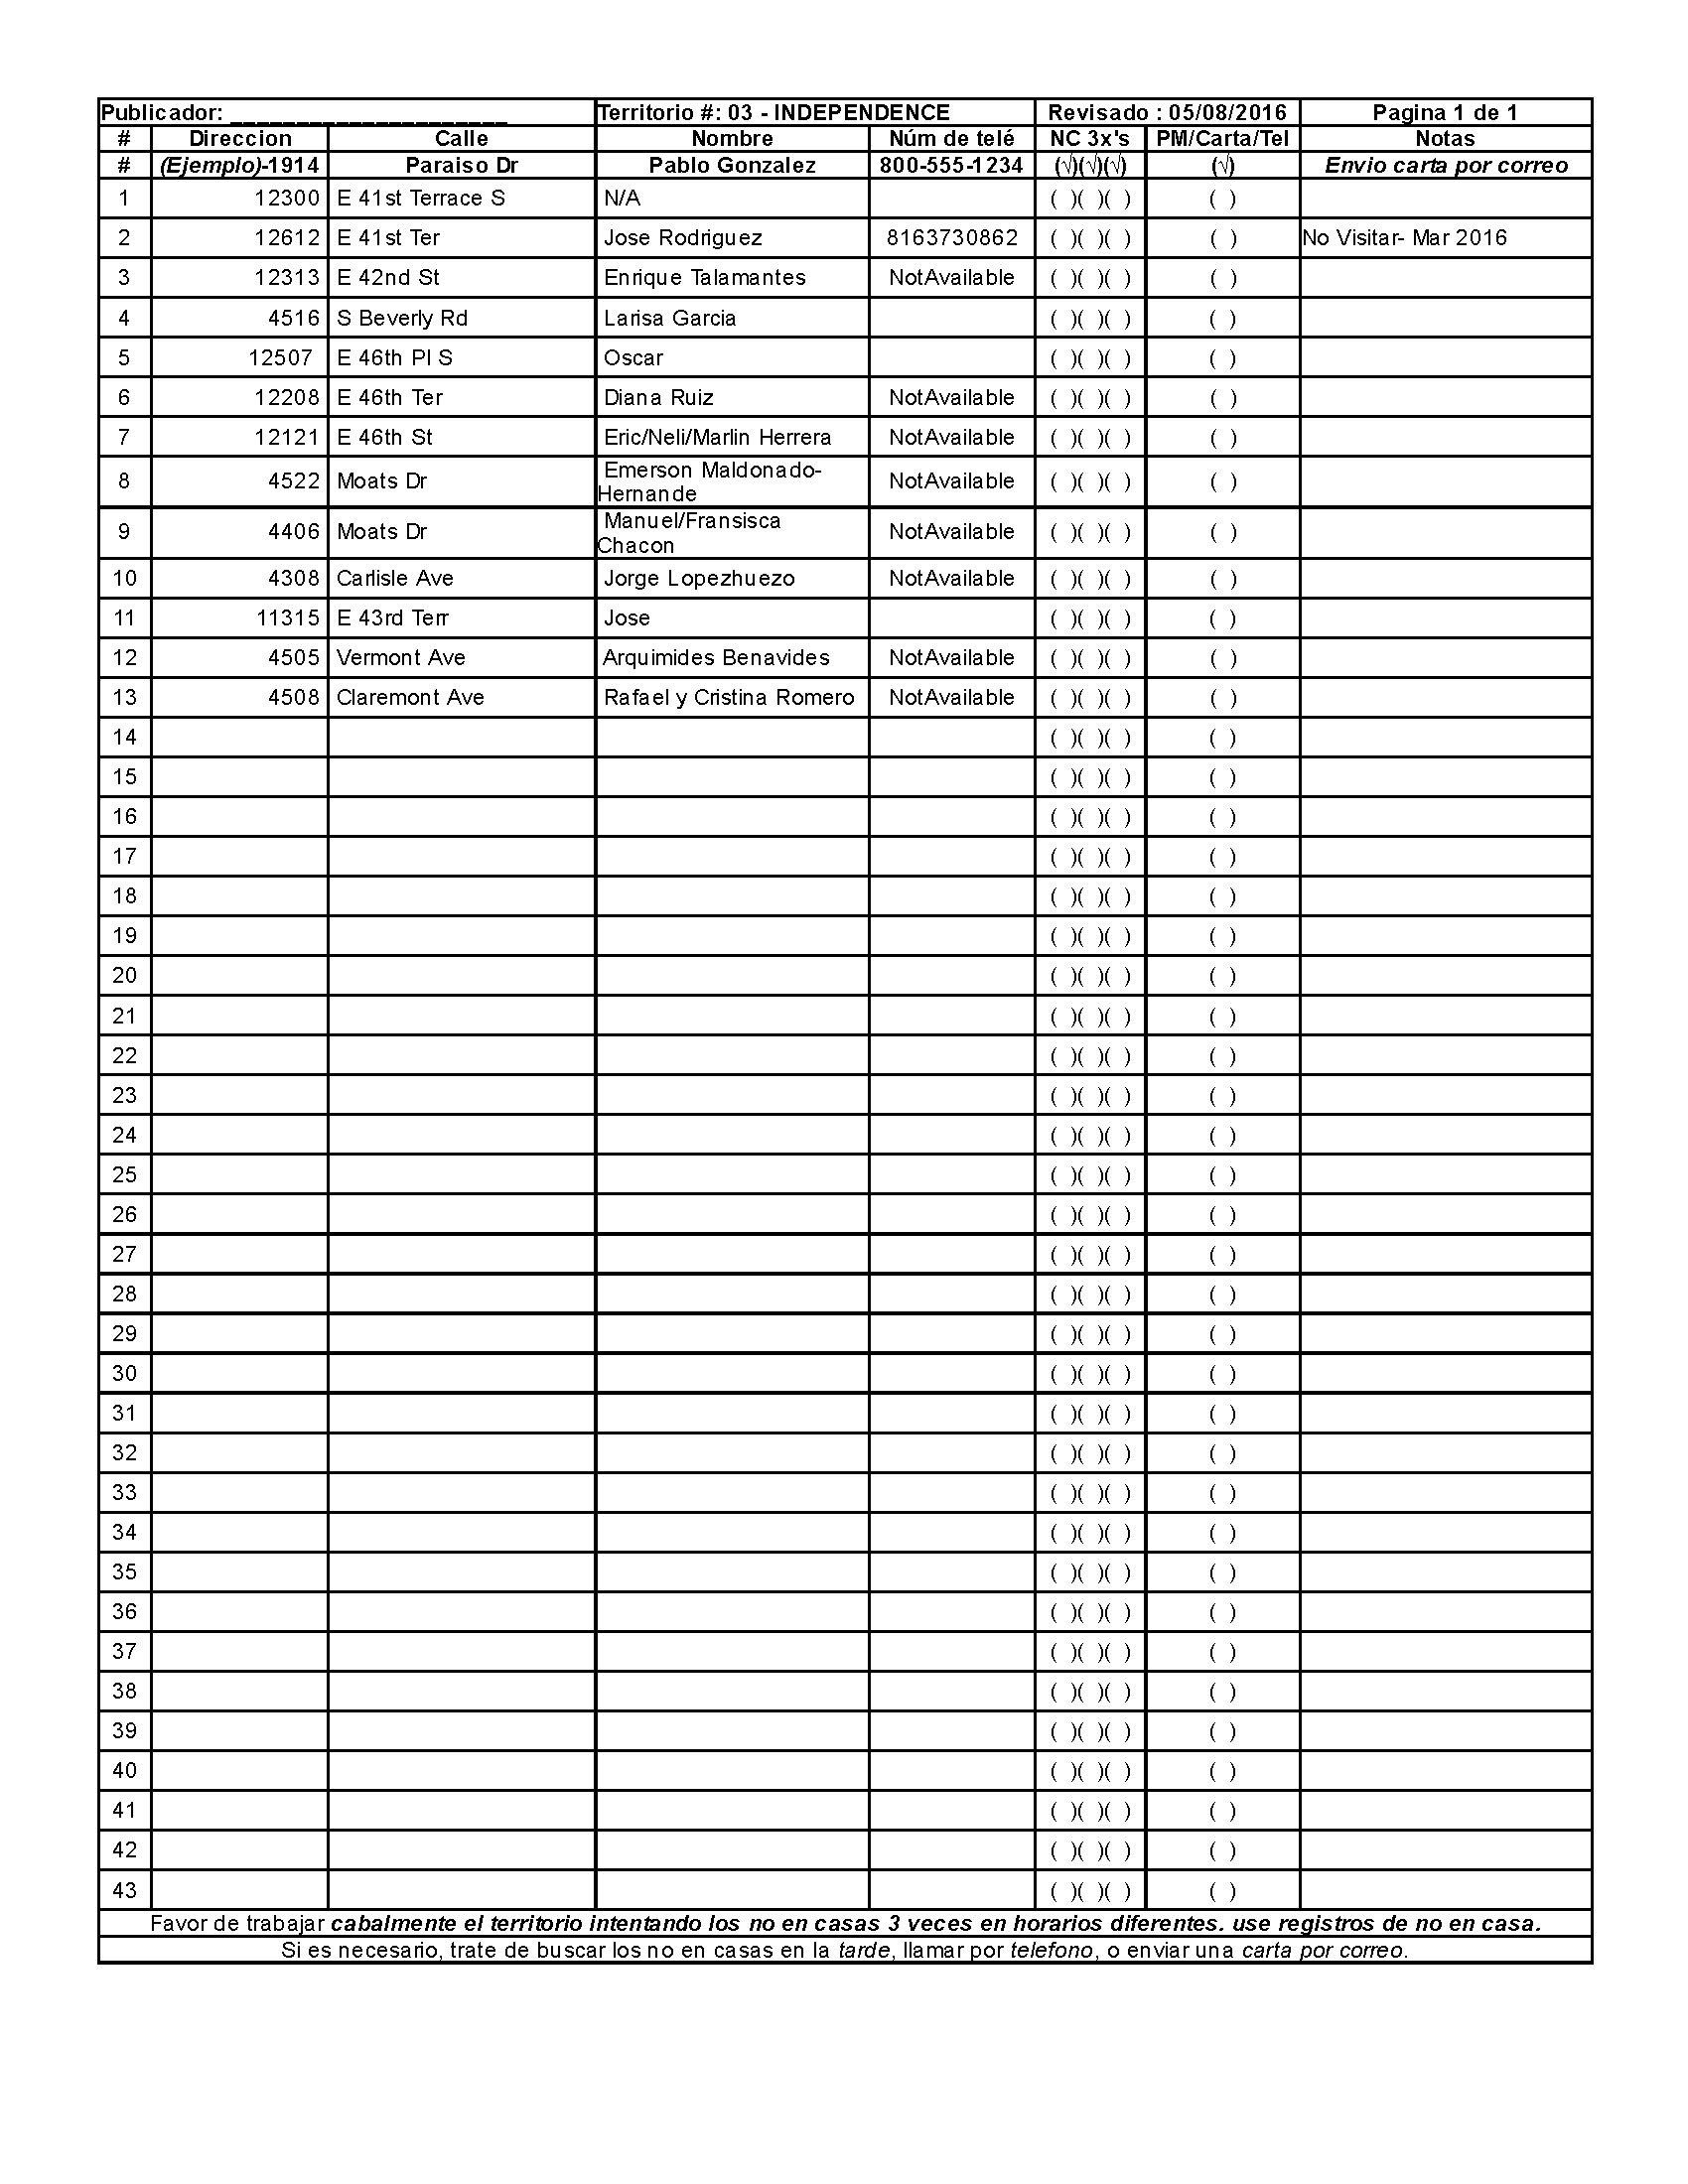 Publicador: _____________________ Territorio #: 03 - INDEPENDENCE Revisado : 05/08/2016 Pagina 1 de 1
# Direccion Calle Nombre Núm de telé NC 3x's PM/Carta/Tel Notas
# (Ejemplo)-1914 Paraiso Dr Pablo Gonzalez 800-555-1234 (√)(√)(√) (√) Envio carta por correo
1 12300 E 41st Terrace S N/A ( )( )( ) ( )
2 12612 E 41st Ter Jose Rodriguez 8163730862 ( )( )( ) ( ) No Visitar- Mar 2016
3 12313 E 42nd St Enrique Talamantes NotAvailable ( )( )( ) ( )
4 4516 S Beverly Rd Larisa Garcia ( )( )( ) ( )
5 12507 E 46th Pl S Oscar ( )( )( ) ( )
6 12208 E 46th Ter Diana Ruiz NotAvailable ( )( )( ) ( )
7 12121 E 46th St Eric/Neli/Marlin Herrera NotAvailable ( )( )( ) ( )
8 4522 Moats Dr Emerson Maldonado-
Hernande NotAvailable ( )( )( ) ( )
9 4406 Moats Dr Manuel/Fransisca
Chacon NotAvailable ( )( )( ) ( )
10 4308 Carlisle Ave Jorge Lopezhuezo NotAvailable ( )( )( ) ( )
11 11315 E 43rd Terr Jose ( )( )( ) ( )
12 4505 Vermont Ave Arquimides Benavides NotAvailable ( )( )( ) ( )
13 4508 Claremont Ave Rafael y Cristina Romero NotAvailable ( )( )( ) ( )
14 ( )( )( ) ( )
15 ( )( )( ) ( )
16 ( )( )( ) ( )
17 ( )( )( ) ( )
18 ( )( )( ) ( )
19 ( )( )( ) ( )
20 ( )( )( ) ( )
21 ( )( )( ) ( )
22 ( )( )( ) ( )
23 ( )( )( ) ( )
24 ( )( )( ) ( )
25 ( )( )( ) ( )
26 ( )( )( ) ( )
27 ( )( )( ) ( )
28 ( )( )( ) ( )
29 ( )( )( ) ( )
30 ( )( )( ) ( )
31 ( )( )( ) ( )
32 ( )( )( ) ( )
33 ( )( )( ) ( )
34 ( )( )( ) ( )
35 ( )( )( ) ( )
36 ( )( )( ) ( )
37 ( )( )( ) ( )
38 ( )( )( ) ( )
39 ( )( )( ) ( )
40 ( )( )( ) ( )
41 ( )( )( ) ( )
42 ( )( )( ) ( )
43 ( )( )( ) ( )
Favor de trabajar cabalmente el territorio intentando los no en casas 3 veces en horarios diferentes. use registros de no en casa.
Si es necesario, trate de buscar los no en casas en la tarde, llamar por telefono, o enviar una carta por correo.